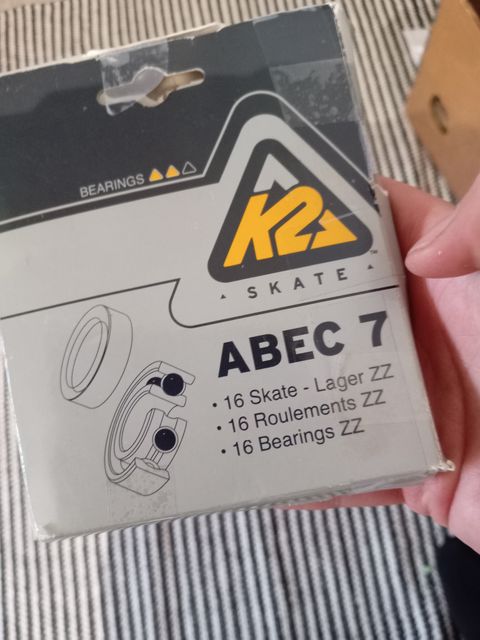 BEARINGS
K2
SKATE
ABEC 7
• 16 Skate - Lager ZZ
• 16 Roulements ZZ
• 16 Bearings ZZ